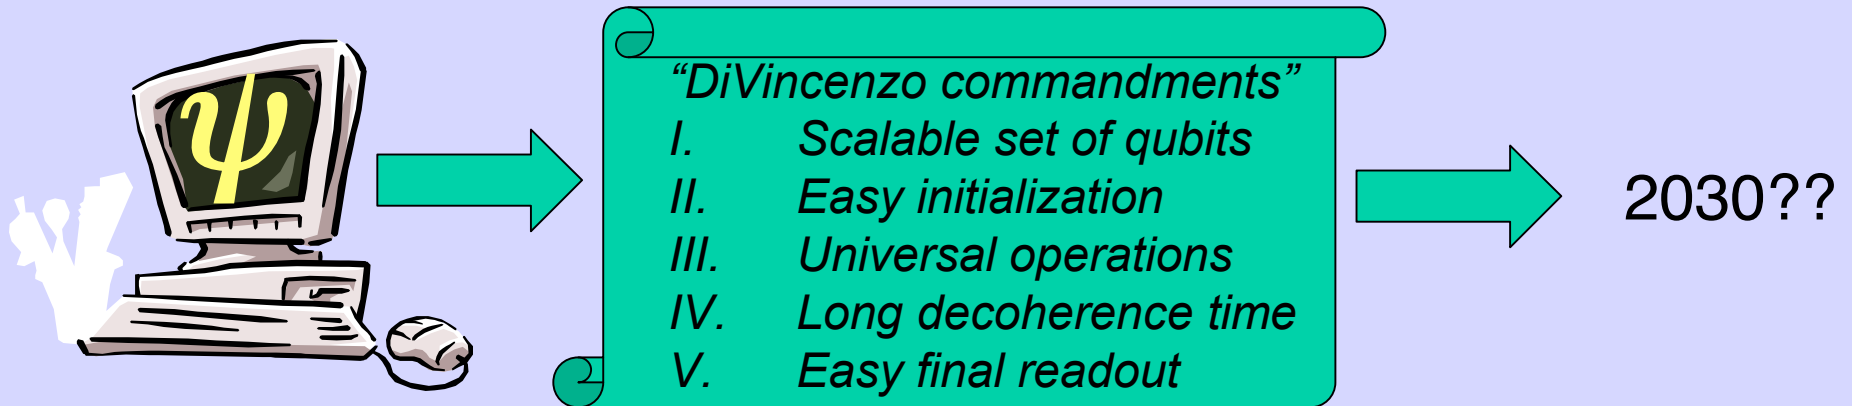 ψ
“DiVincenzo commandments”
I. Scalable set of qubits
II. Easy initialization
III. Universal operations
IV. Long decoherence time
V. Easy final readout
2030??